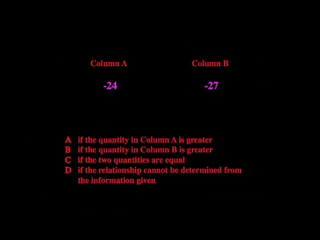 Column A Column B
-24 -27
A if the quantity in Column A is greater
B if the quantity in Column B is greater
C if the two quantities are equal
D if the relationship cannot be determined from
the information given